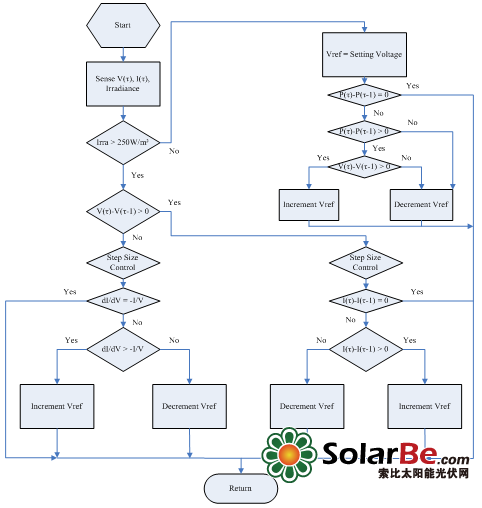 Start
Sense V(τ), I(τ),
Irradiance
Irra > 250W/m²
No
Yes
Vref = Setting Voltage
P(τ)-P(τ-1) = 0
Yes
No
P(τ)-P(τ-1) > 0
No
Yes
V(τ)-V(τ-1) > 0
Yes
No
Increment Vref
Decrement Vref
V(τ)-V(τ-1) > 0
Yes
No
Step Size
Control
dI/dV = -I/V
Yes
No
dI/dV > -I/V
Yes
No
Increment Vref
Decrement Vref
Step Size
Control
I(τ)-I(τ-1) = 0
Yes
No
I(τ)-I(τ-1) > 0
No
Yes
Decrement Vref
Increment Vref
Return
SolarBe.com
索比太阳能光伏网